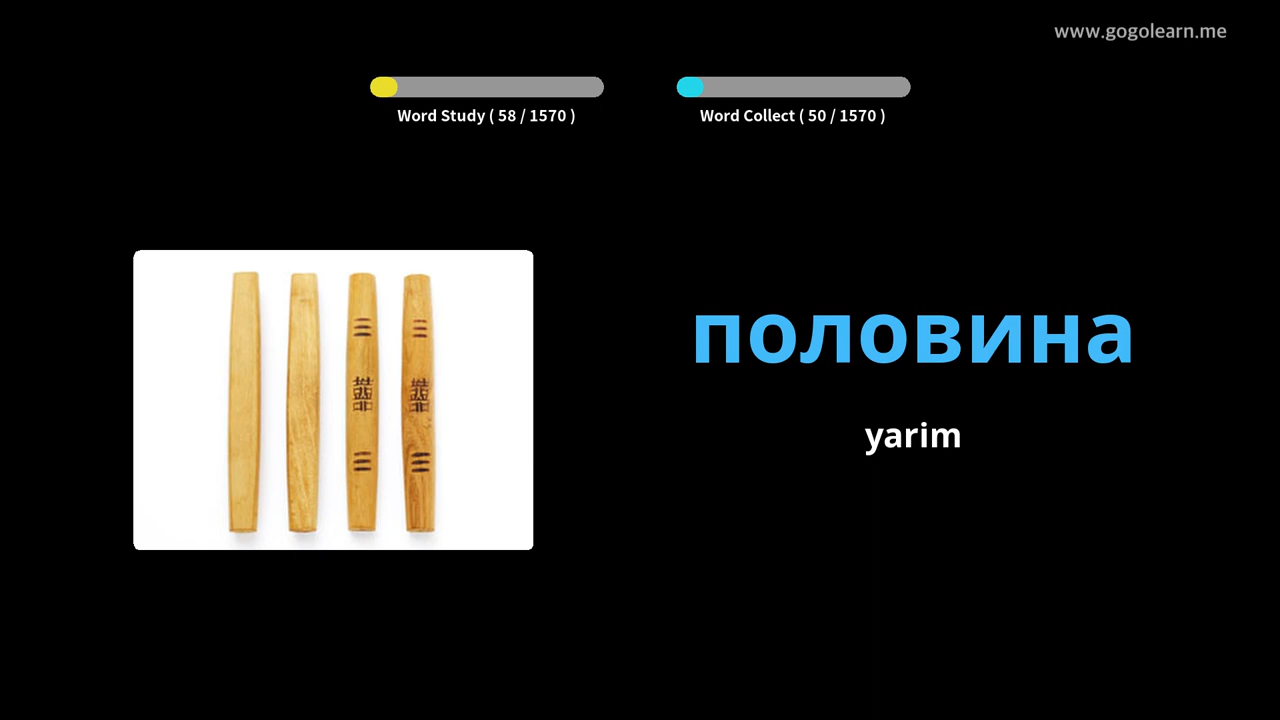 www.gogolearn.me
Word Study ( 58 / 1570 )
Word Collect ( 50 / 1570 )
половина
yarim